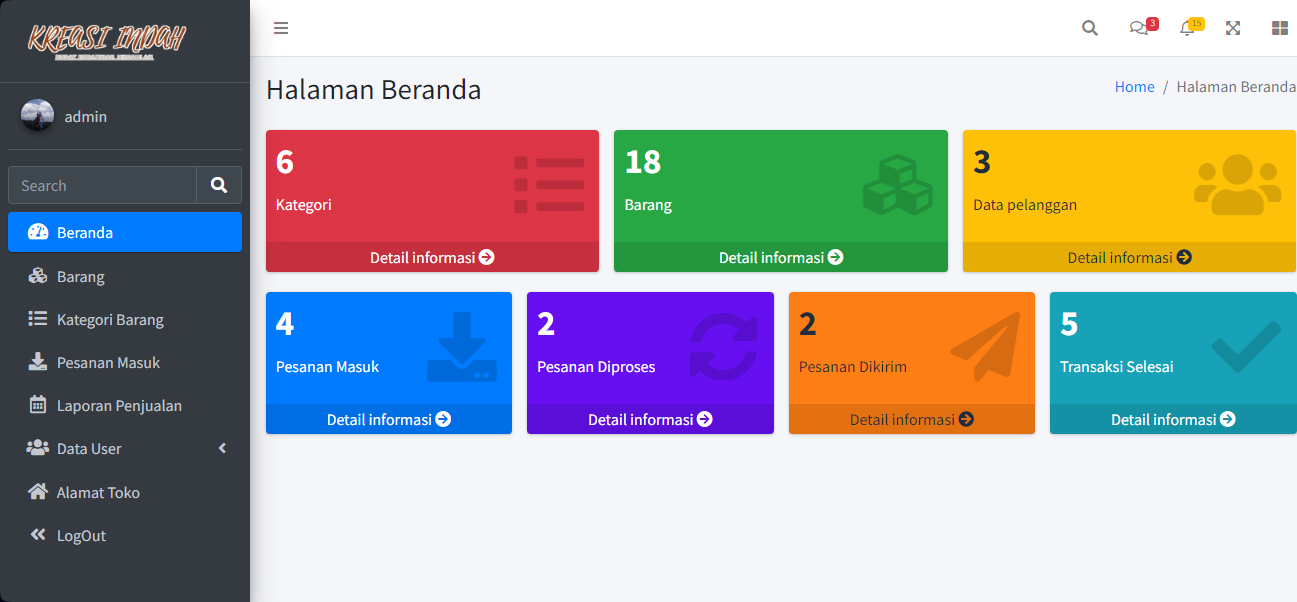 KREASI INDAH
3
15
admin
Search
Beranda
Barang
Kategori Barang
Pesanan Masuk
Laporan Penjualan
Data User
Alamat Toko
LogOut
Halaman Beranda
Home / Halaman Beranda
6
Kategori
Detail informasi
18
Barang
Detail informasi
3
Data pelanggan
Detail informasi
4
Pesanan Masuk
Detail informasi
2
Pesanan Diproses
Detail informasi
2
Pesanan Dikirim
Detail informasi
5
Transaksi Selesai
Detail informasi